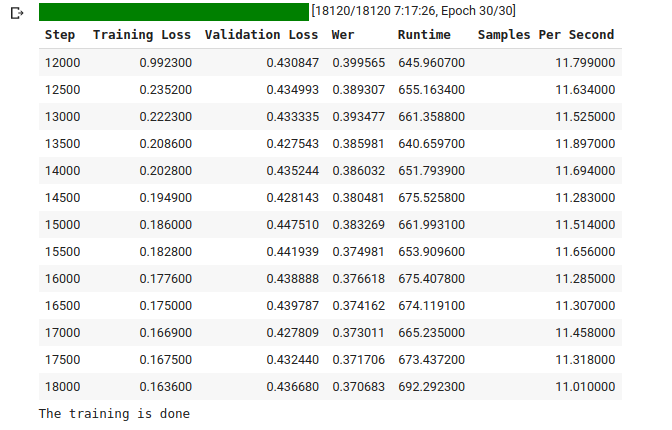 [18120/18120 7:17:26, Epoch 30/30]
Step Training Loss Validation Loss Wer Runtime Samples Per Second
12000 0.992300 0.430847 0.399565 645.960700 11.799000
12500 0.235200 0.434993 0.389307 655.163400 11.634000
13000 0.222300 0.433335 0.393477 661.358800 11.525000
13500 0.208600 0.427543 0.385981 640.659700 11.897000
14000 0.202800 0.435244 0.386032 651.793900 11.694000
14500 0.194900 0.428143 0.380481 675.525800 11.283000
15000 0.186000 0.447510 0.383269 661.993100 11.514000
15500 0.182800 0.441939 0.374981 653.909600 11.656000
16000 0.177600 0.438888 0.376618 675.407800 11.285000
16500 0.175000 0.439787 0.374162 674.119100 11.307000
17000 0.166900 0.427809 0.373011 665.235000 11.458000
17500 0.167500 0.432440 0.371706 673.437200 11.318000
18000 0.163600 0.436680 0.370683 692.292300 11.010000
The training is done